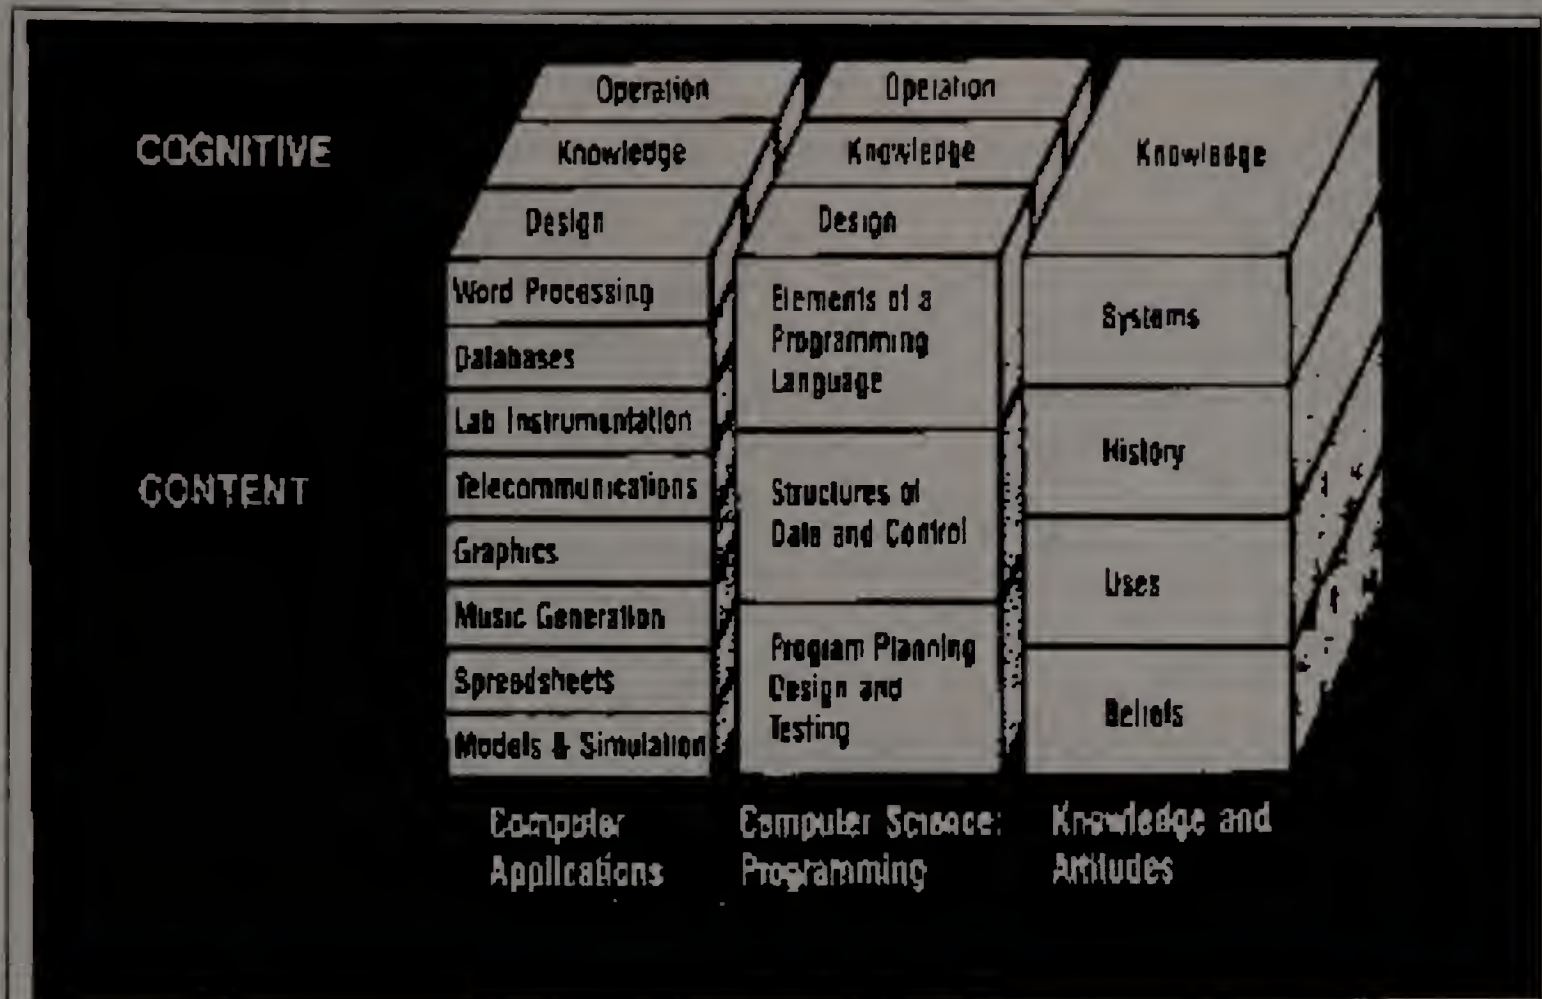 Operation
Operation
COGNITIVE
Knowledge
Knowledge
Knowledge
Design
Design
Word Processing
Databases
Lab Instrumentation
Telecommunications
Graphics
Music Generation
Spreadsheets
Models & Simulation
CONTENT
Elements of a
Programming
Language
Structures of
Data and Control
Program Planning
Design and
Testing
Systems
History
Uses
Beliefs
Computer
Applications
Computer Science:
Programming
Knowledge and
Attitudes